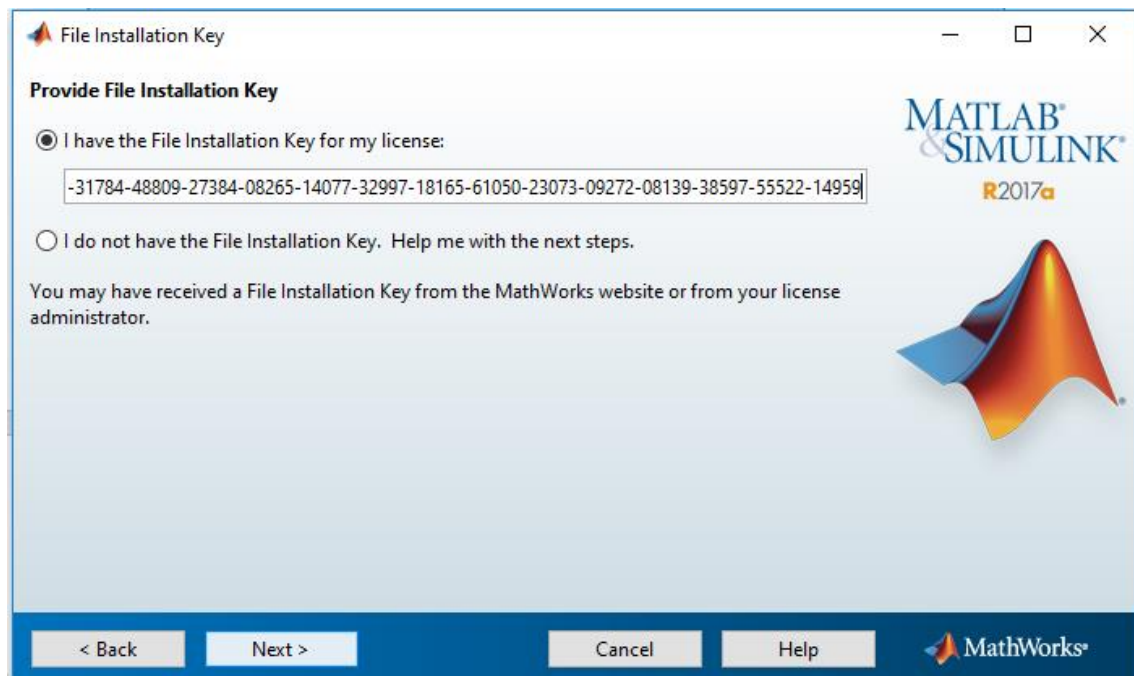 File Installation Key
Provide File Installation Key
I have the File Installation Key for my license:
-31784-48809-27384-08265-14077-32997-18165-61050-23073-09272-08139-38597-55522-14959
I do not have the File Installation Key. Help me with the next steps.
You may have received a File Installation Key from the MathWorks website or from your license
administrator.
MATLAB®
&SIMULINK®
R2017a
®
< Back
Next >
Cancel
Help
MathWorks®